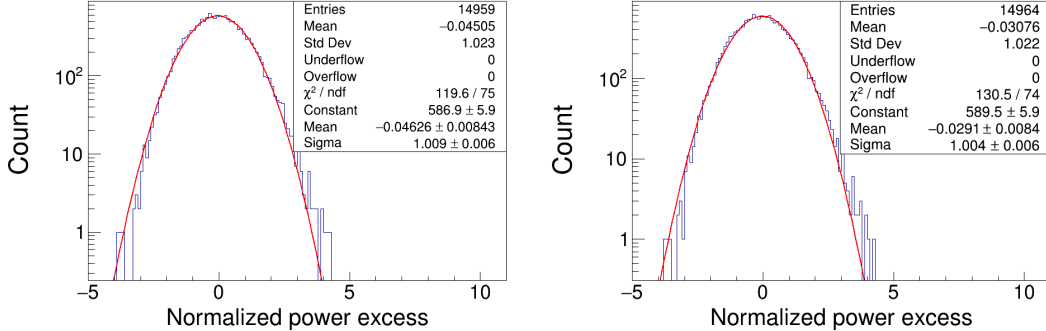 Entries 14959
Mean −0.04505
Std Dev 1.023
Underflow 0
Overflow 0
χ² / ndf 119.6 / 75
Constant 586.9 ± 5.9
Mean −0.04626 ± 0.00843
Sigma 1.009 ± 0.006
Count
10²
10
1
−5 0 5 10
Normalized power excess
Entries 14964
Mean −0.03076
Std Dev 1.022
Underflow 0
Overflow 0
χ² / ndf 130.5 / 74
Constant 589.5 ± 5.9
Mean −0.0291 ± 0.0084
Sigma 1.004 ± 0.006
Count
10²
10
1
−5 0 5 10
Normalized power excess